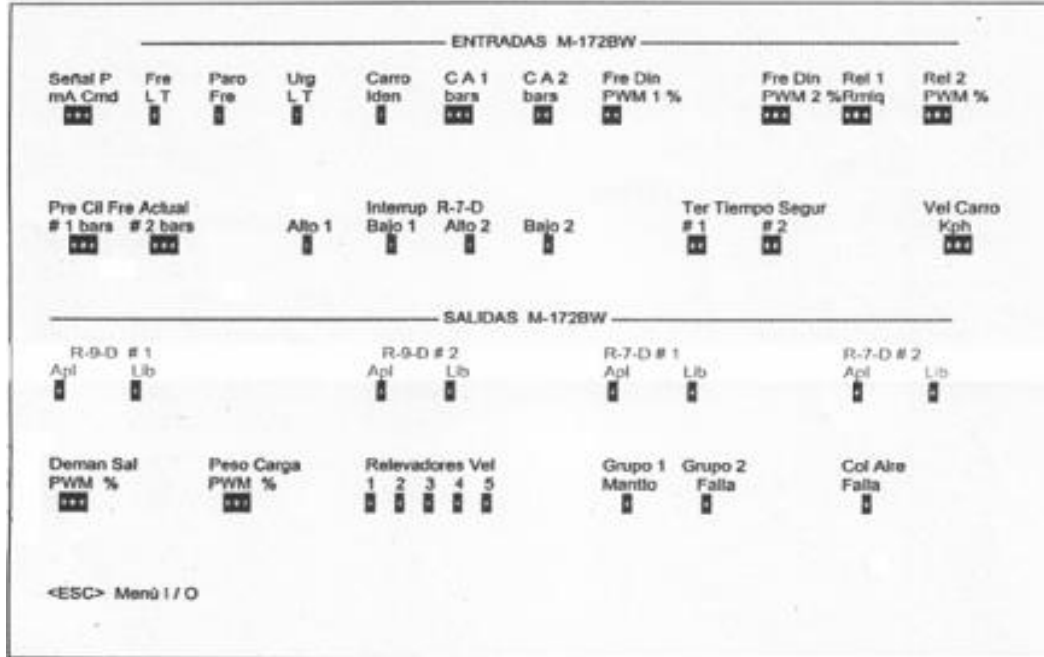 ENTRADAS M-172BW
Señal P Fre Paro Urg Carro C A 1 C A 2 Fre Din Fre Din Rel 1 Rel 2
mA Cmd L T Fre L T Iden bars bars PWM 1 % PWM 2 % Rmlq PWM %
*** * * * * *** ** ** *** *** ***
Pre Cil Fre Actual Interrup R-7-D Ter Tiempo Segur Vel Carro
# 1 bars # 2 bars Alto 1 Bajo 1 Alto 2 Bajo 2 # 1 # 2 Kph
*** *** * * * * ** ** ***
SALIDAS M-172BW
R-9-D # 1 R-9-D # 2 R-7-D # 1 R-7-D # 2
Apl Lib Apl Lib Apl Lib Apl Lib
* * * * * * * *
Deman Sal Peso Carga Relevadores Vel Grupo 1 Grupo 2 Col Aire
PWM % PWM % 1 2 3 4 5 Mantto Falla Falla
*** *** * * * * * * * *
<ESC> Menù I / O